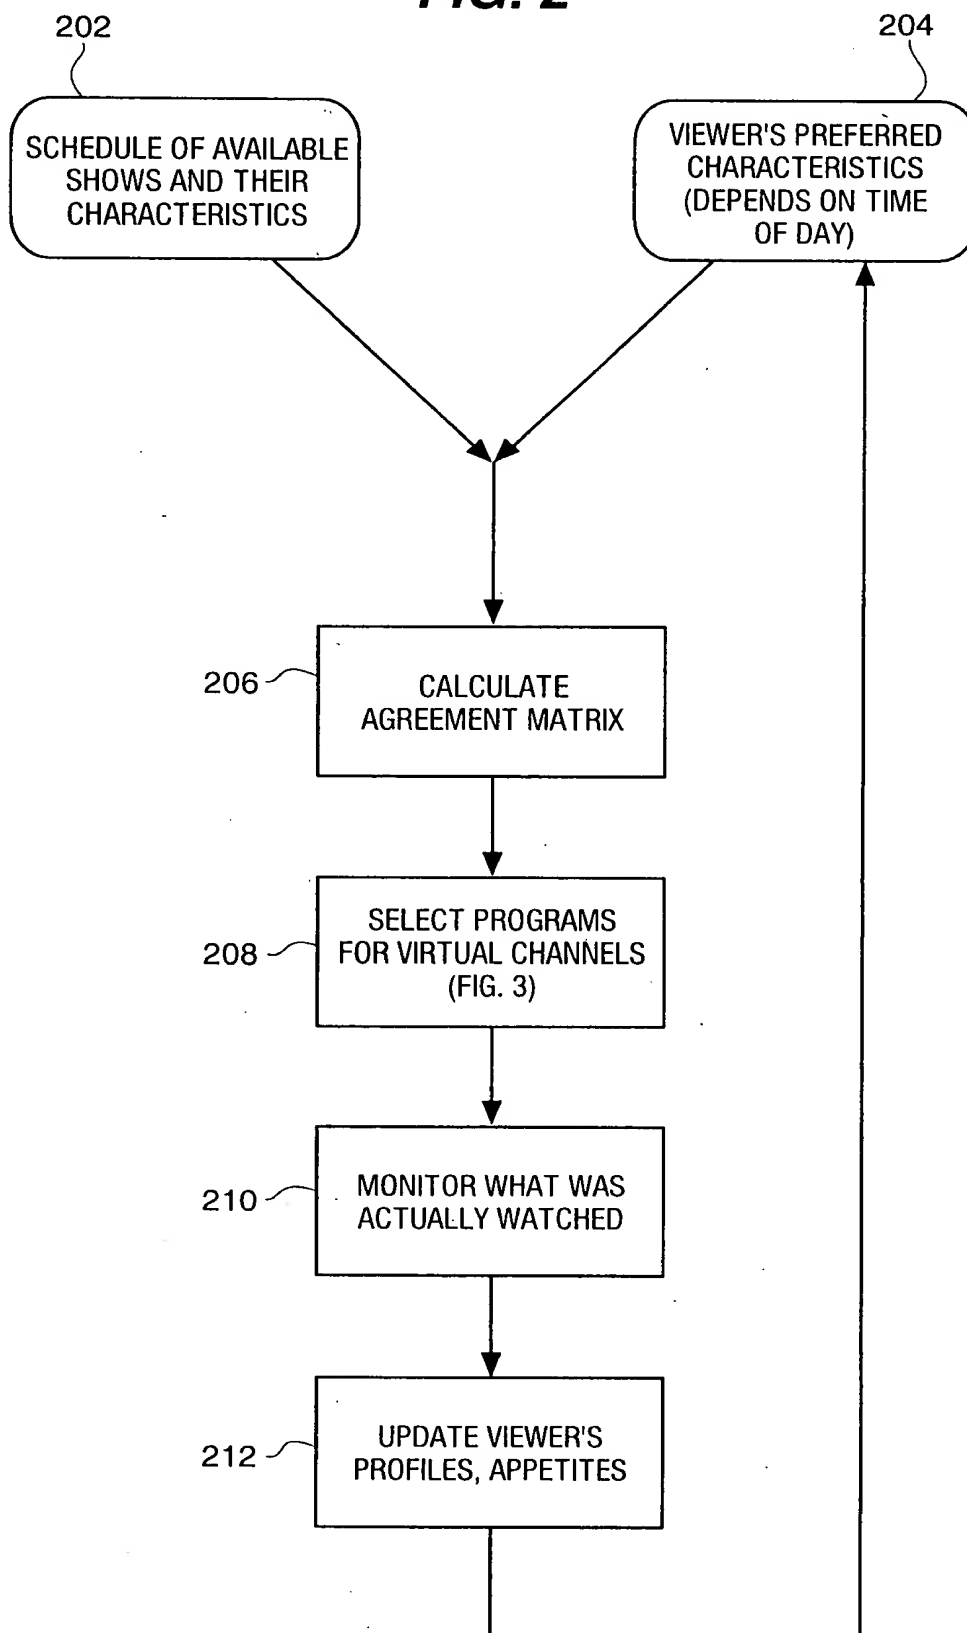 FIG. 2
202
204
SCHEDULE OF AVAILABLE
SHOWS AND THEIR
CHARACTERISTICS
VIEWER'S PREFERRED
CHARACTERISTICS
(DEPENDS ON TIME
OF DAY)
206
CALCULATE
AGREEMENT MATRIX
208
SELECT PROGRAMS
FOR VIRTUAL CHANNELS
(FIG. 3)
210
MONITOR WHAT WAS
ACTUALLY WATCHED
212
UPDATE VIEWER'S
PROFILES, APPETITES